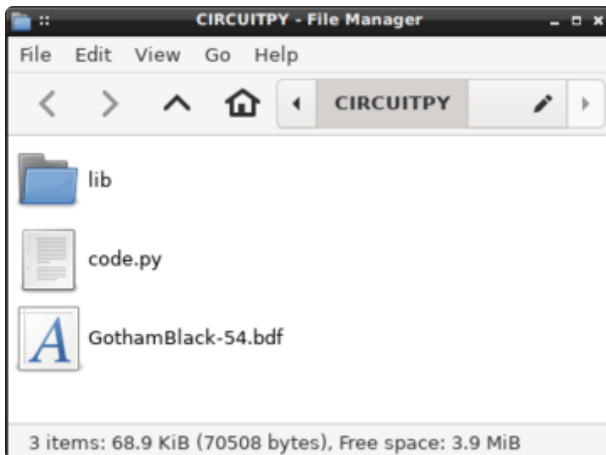 CIRCUITPY - File Manager
File Edit View Go Help
CIRCUITPY
lib
code.py
GothamBlack-54.bdf
3 items: 68.9 KiB (70508 bytes), Free space: 3.9 MiB